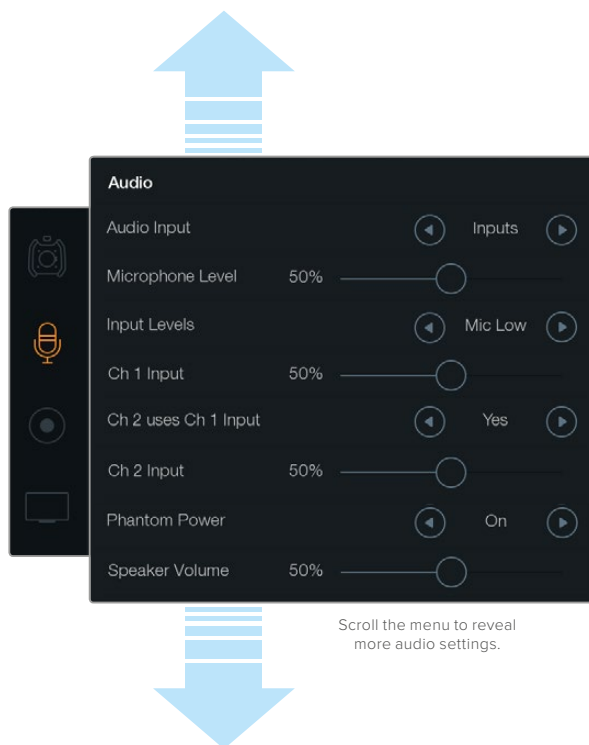 Audio
Audio Input Inputs
Microphone Level 50%
Input Levels Mic Low
Ch 1 Input 50%
Ch 2 uses Ch 1 Input Yes
Ch 2 Input 50%
Phantom Power On
Speaker Volume 50%
Scroll the menu to reveal
more audio settings.